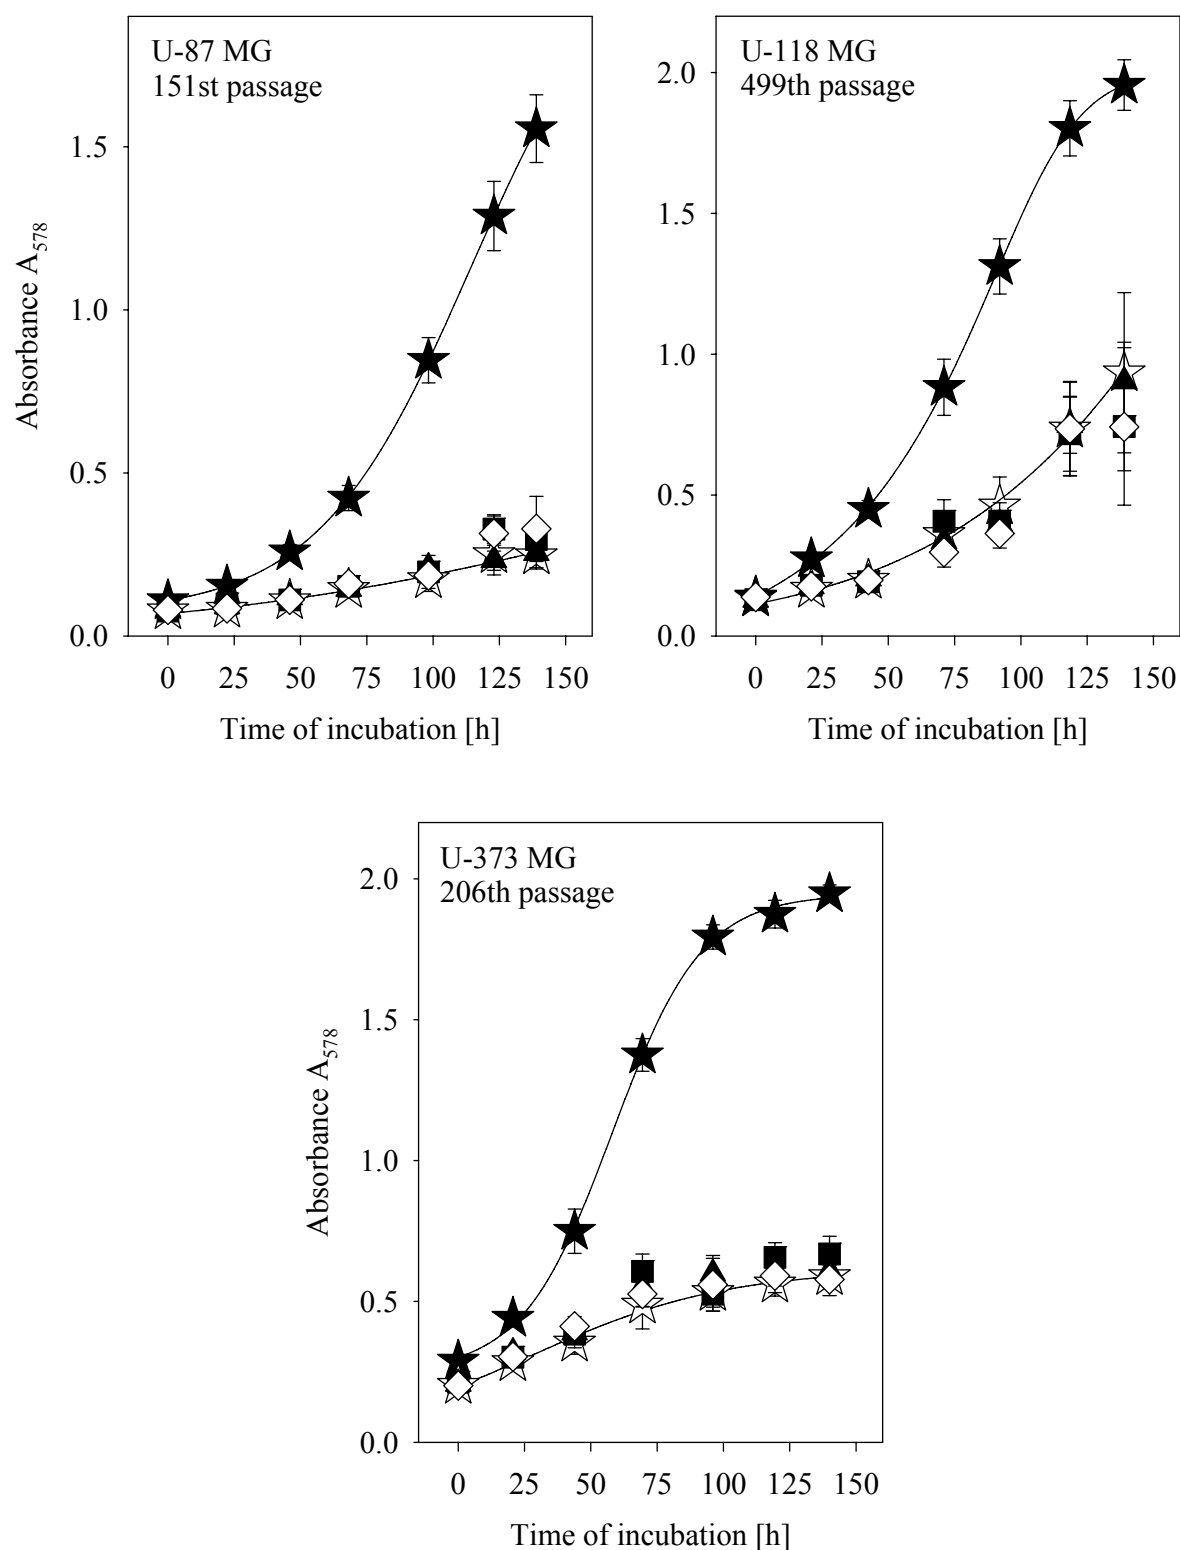 U-87 MG
151st passage
1.5
1.0
0.5
0.0
Absorbance A578
0 25 50 75 100 125 150
Time of incubation [h]
U-118 MG
499th passage
2.0
1.5
1.0
0.5
0.0
0 25 50 75 100 125 150
Time of incubation [h]
U-373 MG
206th passage
2.0
1.5
1.0
0.5
0.0
Absorbance A578
0 25 50 75 100 125 150
Time of incubation [h]